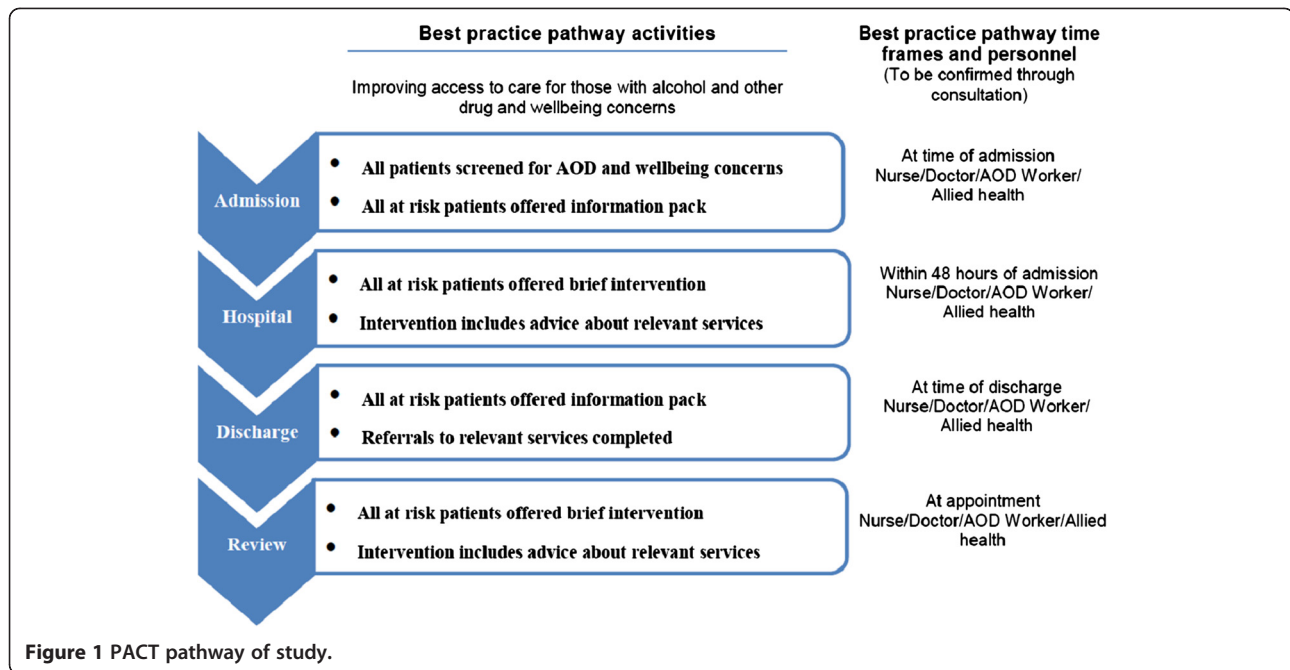 Best practice pathway activities
Improving access to care for those with alcohol and other
drug and wellbeing concerns
Best practice pathway time
frames and personnel
(To be confirmed through
consultation)
Admission
• All patients screened for AOD and wellbeing concerns
• All at risk patients offered information pack
At time of admission
Nurse/Doctor/AOD Worker/
Allied health
Hospital
• All at risk patients offered brief intervention
• Intervention includes advice about relevant services
Within 48 hours of admission
Nurse/Doctor/AOD Worker/
Allied health
Discharge
• All at risk patients offered information pack
• Referrals to relevant services completed
At time of discharge
Nurse/Doctor/AOD Worker/
Allied health
Review
• All at risk patients offered brief intervention
• Intervention includes advice about relevant services
At appointment
Nurse/Doctor/AOD Worker/Allied
health
Figure 1 PACT pathway of study.